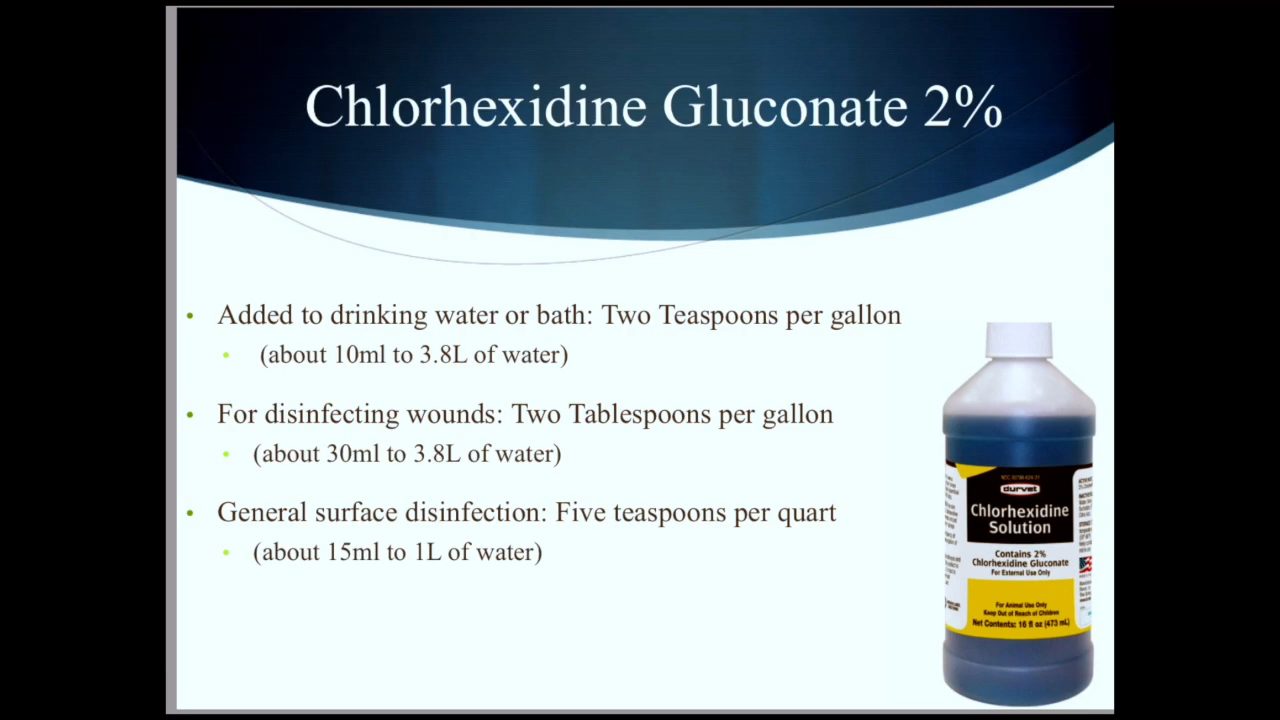 Chlorhexidine Gluconate 2%
Added to drinking water or bath: Two Teaspoons per gallon
(about 10ml to 3.8L of water)
For disinfecting wounds: Two Tablespoons per gallon
(about 30ml to 3.8L of water)
General surface disinfection: Five teaspoons per quart
(about 15ml to 1L of water)
durvet
Chlorhexidine
Solution
Contains 2%
Chlorhexidine Gluconate
For External Use Only
For Animal Use Only
Keep Out of Reach of Children
Net Contents: 16 fl oz (473 mL)